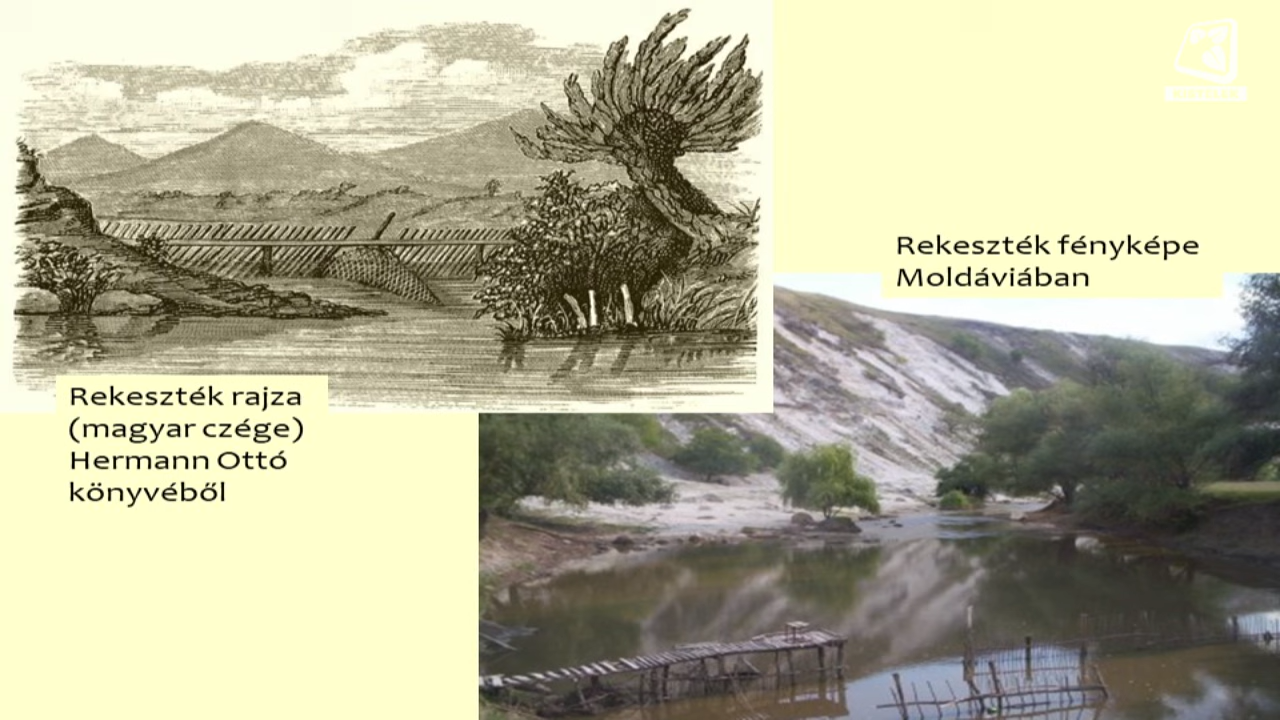 Rekeszték fényképe
Moldáviában
Rekeszték rajza
(magyar czége)
Hermann Ottó
könyvéből